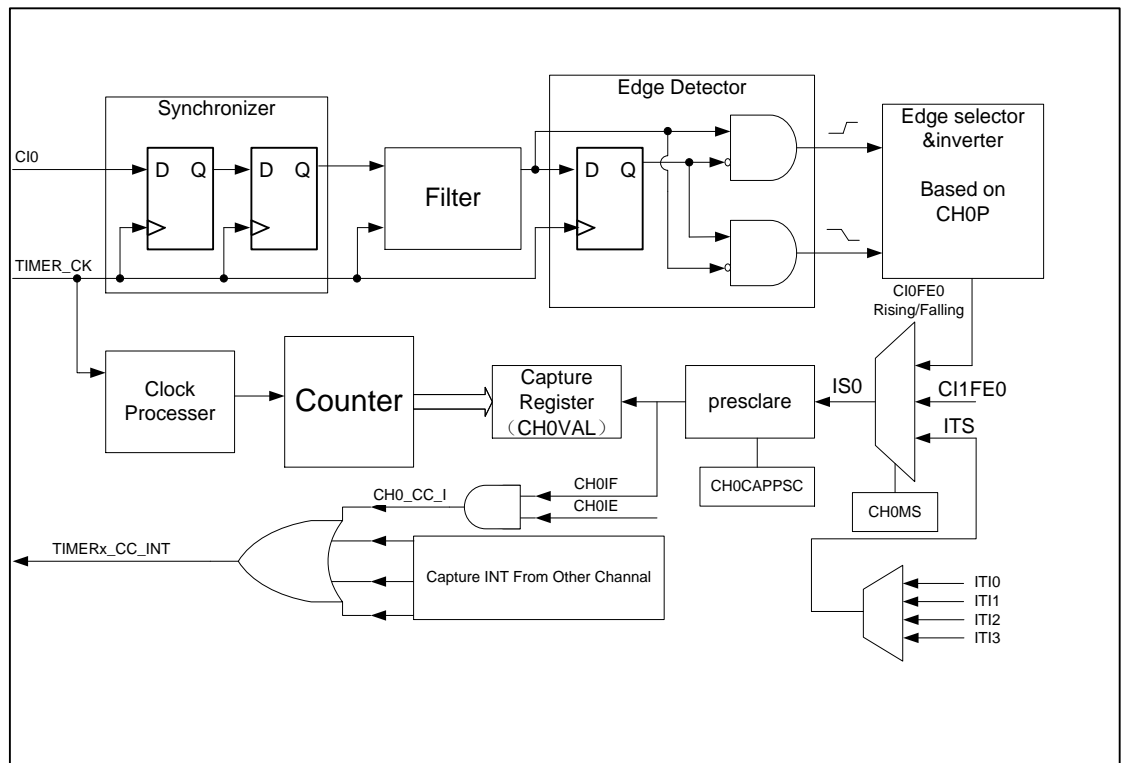 Edge Detector
Synchronizer
Edge selector
&inverter
Based on
CH0P
CI0
D Q
D Q
Filter
D Q
TIMER_CK
CI0FE0
Rising/Falling
Clock
Processer
Counter
Capture
Register
（CH0VAL）
presclare
IS0
CI1FE0
ITS
CH0CAPPSC
CH0MS
CH0_CC_I
CH0IF
CH0IE
TIMERx_CC_INT
Capture INT From Other Channal
ITI0
ITI1
ITI2
ITI3